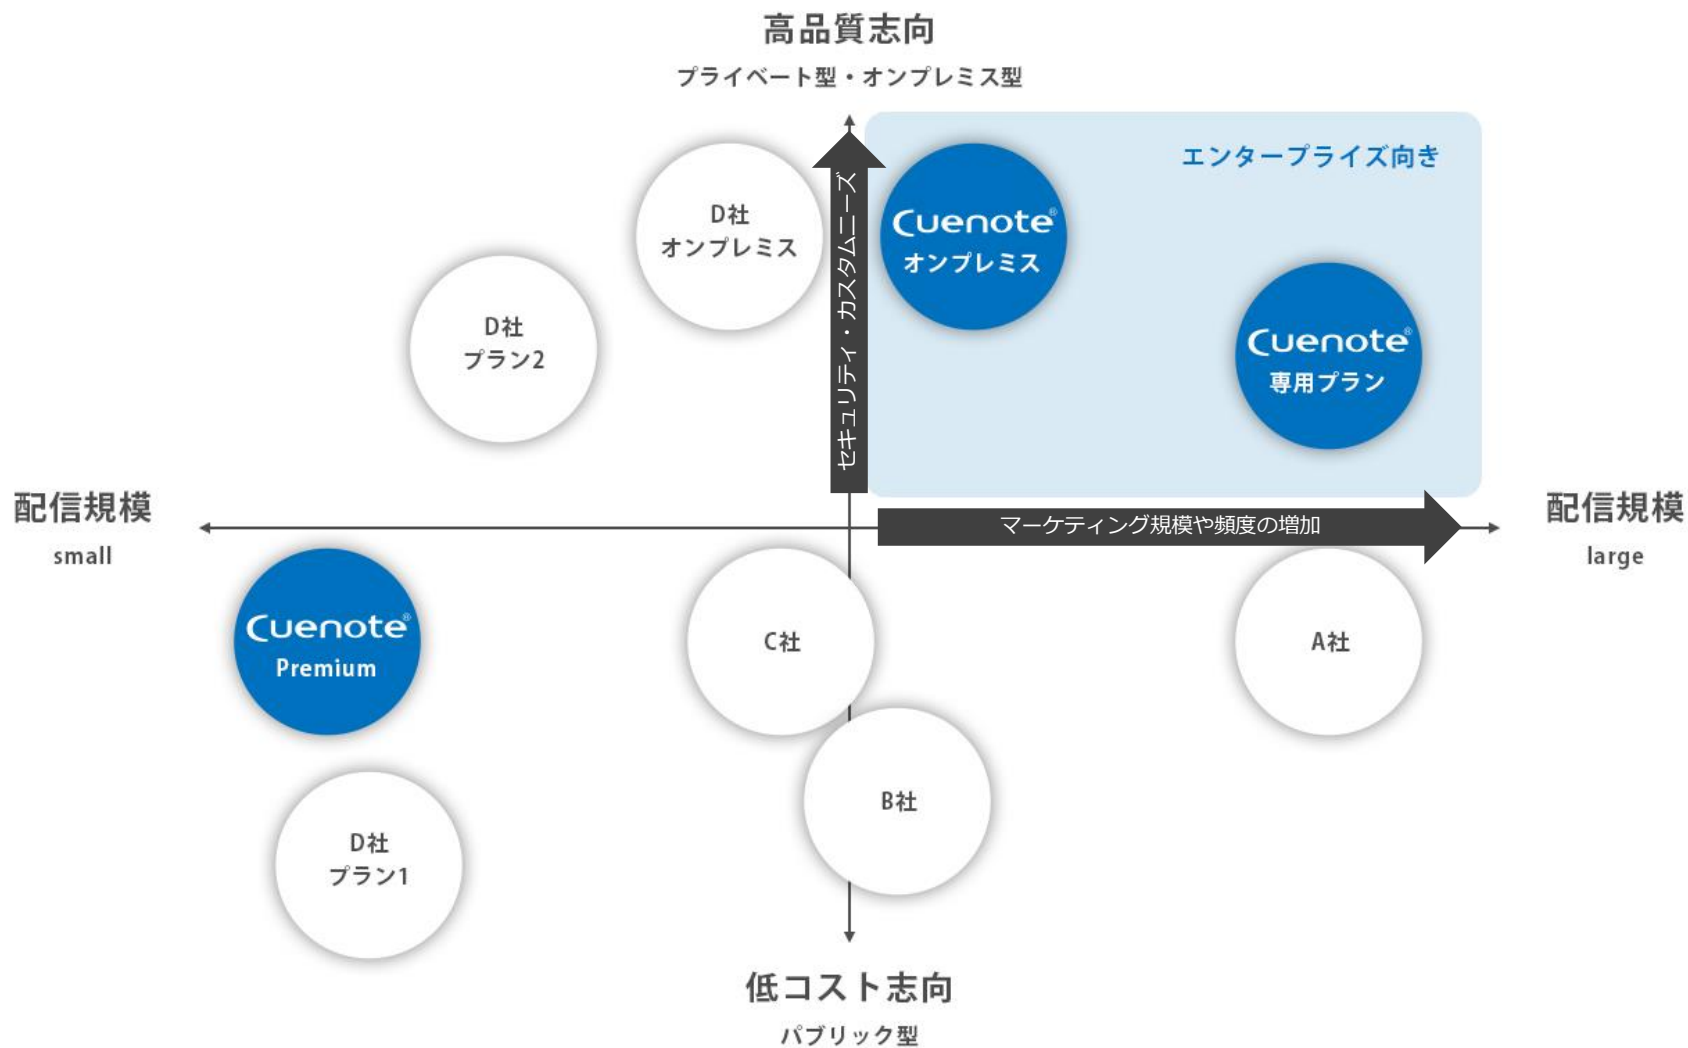 高品質志向
プライベート型・オンプレミス型
エンタープライズ向き
D社
オンプレミス
Cuenote®
オンプレミス
セキュリティ・カスタムニーズ
D社
プラン2
Cuenote®
専用プラン
配信規模
small
マーケティング規模や頻度の増加
配信規模
large
Cuenote®
Premium
C社
A社
B社
D社
プラン1
低コスト志向
パブリック型